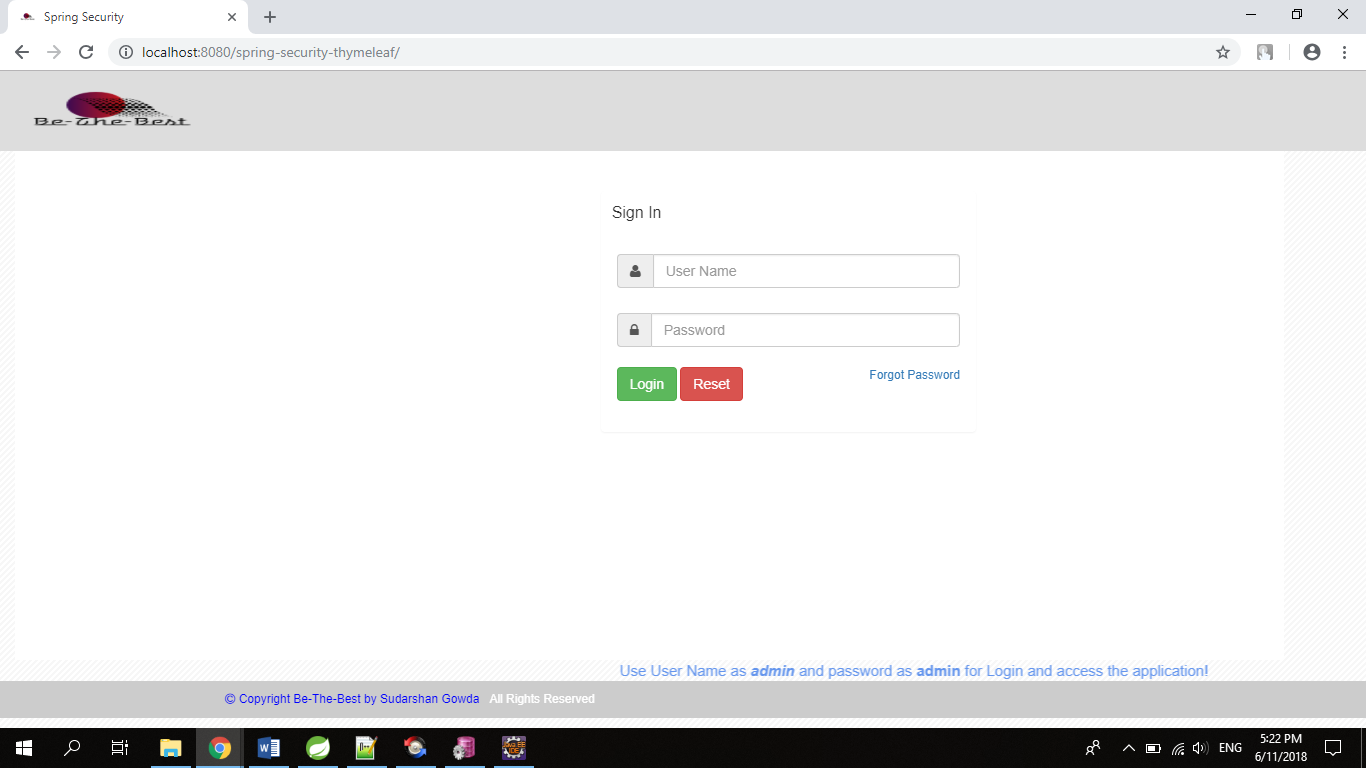 Spring Security
localhost:8080/spring-security-thymeleaf/
Be-The-Best
Sign In
User Name
Password
Login Reset Forgot Password
Use User Name as admin and password as admin for Login and access the application!
© Copyright Be-The-Best by Sudarshan Gowda All Rights Reserved
ENG
5:22 PM
6/11/2018